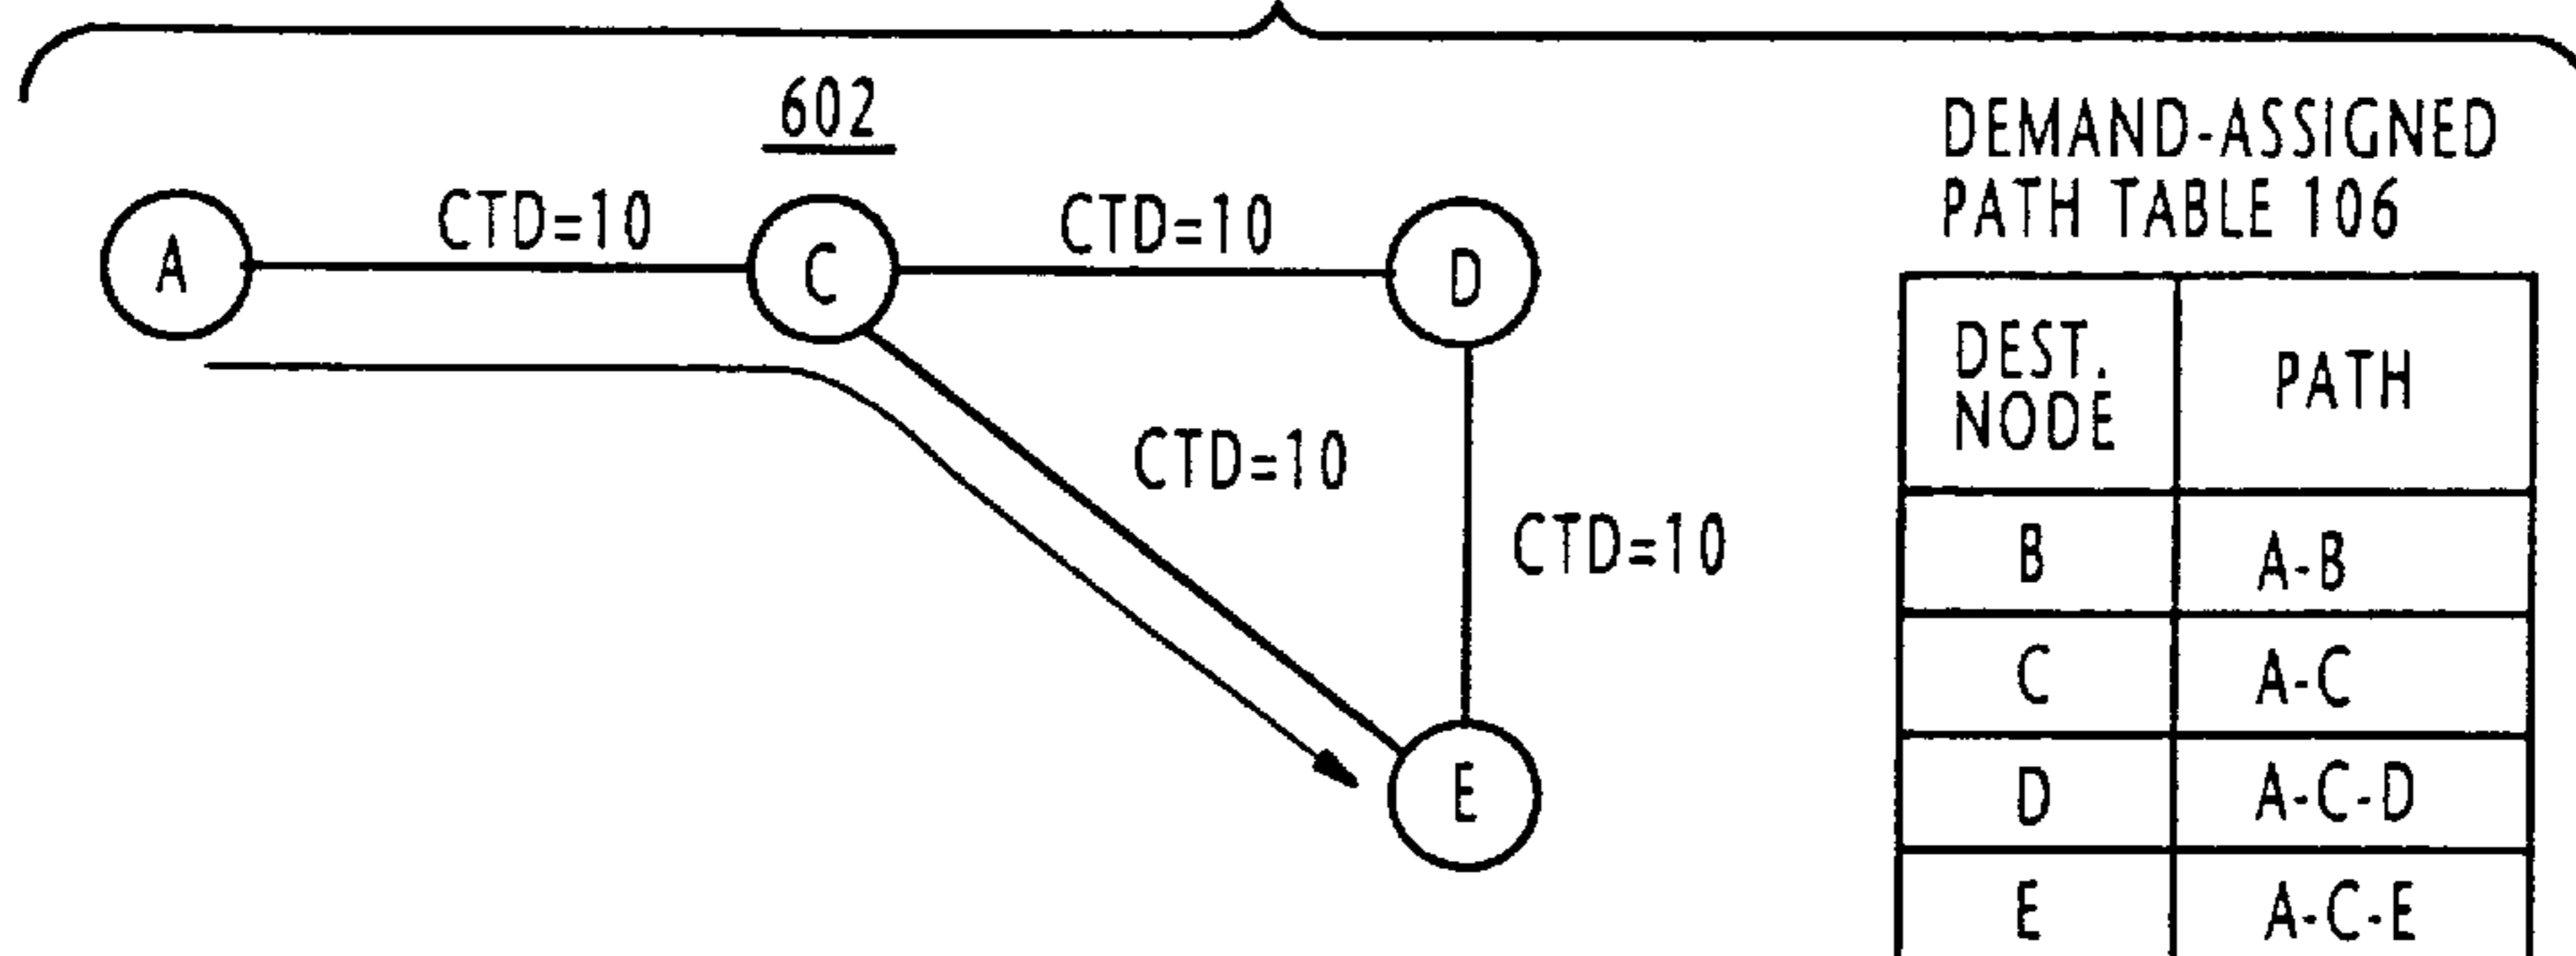 602
A
CTD=10
C
CTD=10
D
CTD=10
CTD=10
E
DEMAND-ASSIGNED
PATH TABLE 106
DEST. NODE PATH
B A-B
C A-C
D A-C-D
E A-C-E